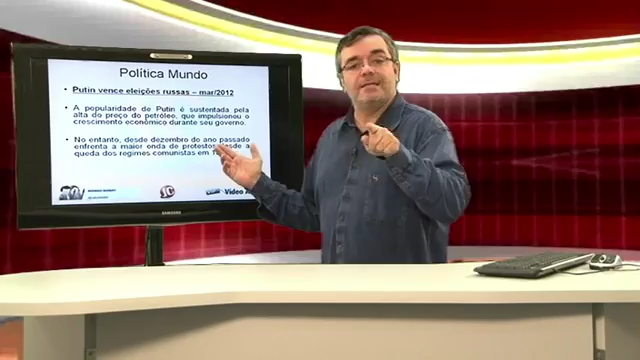 Política Mundo
Putin vence eleições russas – mar/2012
A popularidade de Putin é sustentada pela
alta do preço do petróleo, que impulsionou o
crescimento econômico durante seu governo.
No entanto, desde dezembro do ano passado
enfrenta a maior onda de protestos desde a
queda dos regimes comunistas em
Vídeo
SAMSUNG